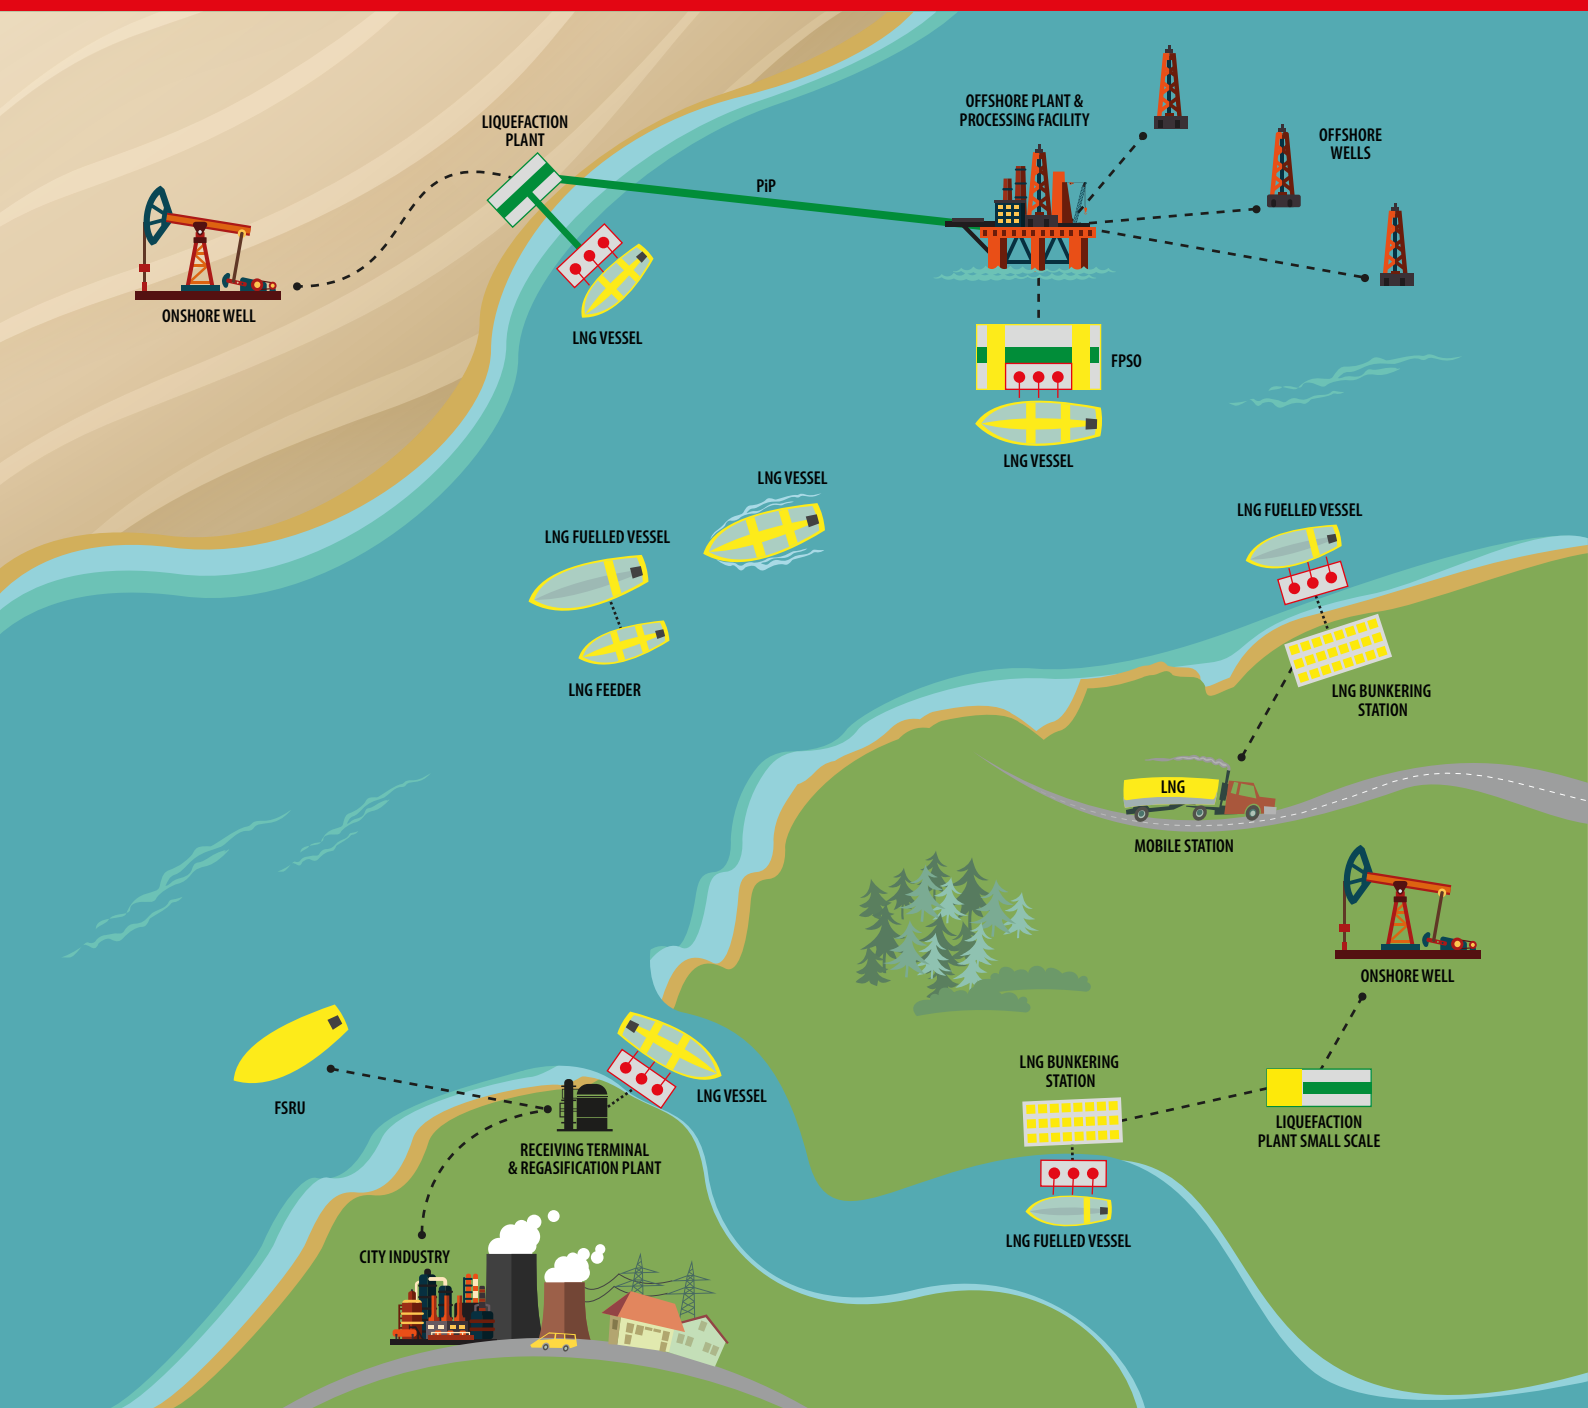 LIQUEFACTION
PLANT
OFFSHORE PLANT &
PROCESSING FACILITY
OFFSHORE
WELLS
PiP
ONSHORE WELL
LNG VESSEL
FPSO
LNG VESSEL
LNG VESSEL
LNG FUELLED VESSEL
LNG FUELLED VESSEL
LNG FEEDER
LNG BUNKERING
STATION
LNG
MOBILE STATION
ONSHORE WELL
LNG BUNKERING
STATION
LNG VESSEL
FSRU
LIQUEFACTION
PLANT SMALL SCALE
RECEIVING TERMINAL
& REGASIFICATION PLANT
LNG FUELLED VESSEL
CITY INDUSTRY